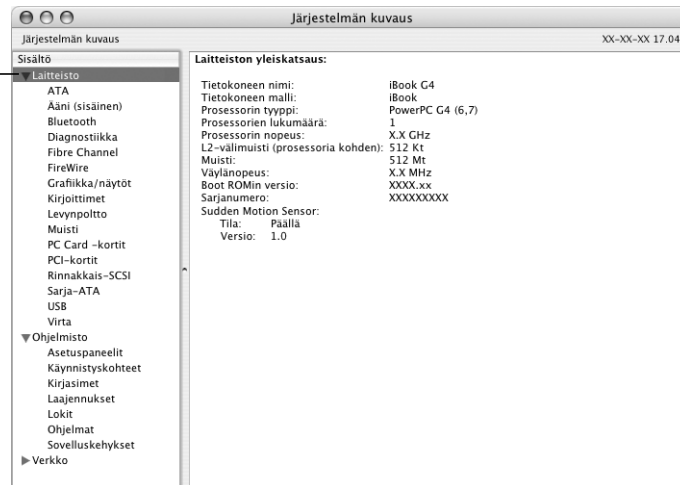 Järjestelmän kuvaus
Järjestelmän kuvaus XX-XX-XX 17.04
Sisältö
Laitteisto
ATA
Ääni (sisäinen)
Bluetooth
Diagnostiikka
Fibre Channel
FireWire
Grafiikka/näytöt
Kirjoittimet
Levynpoltto
Muisti
PC Card -kortit
PCI-kortit
Rinnakkais-SCSI
Sarja-ATA
USB
Virta
Ohjelmisto
Asetuspaneelit
Käynnistyskohteet
Kirjasimet
Laajennukset
Lokit
Ohjelmat
Sovelluskehykset
Verkko
Laitteiston yleiskatsaus:
Tietokoneen nimi: iBook G4
Tietokoneen malli: iBook
Prosessorin tyyppi: PowerPC G4 (6,7)
Prosessorien lukumäärä: 1
Prosessorin nopeus: X.X GHz
L2-välimuisti (prosessoria kohden): 512 Kt
Muisti: 512 Mt
Väylänopeus: X.X MHz
Boot ROMin versio: XXXX.xx
Sarjanumero: XXXXXXXXX
Sudden Motion Sensor:
Tila: Päällä
Versio: 1.0